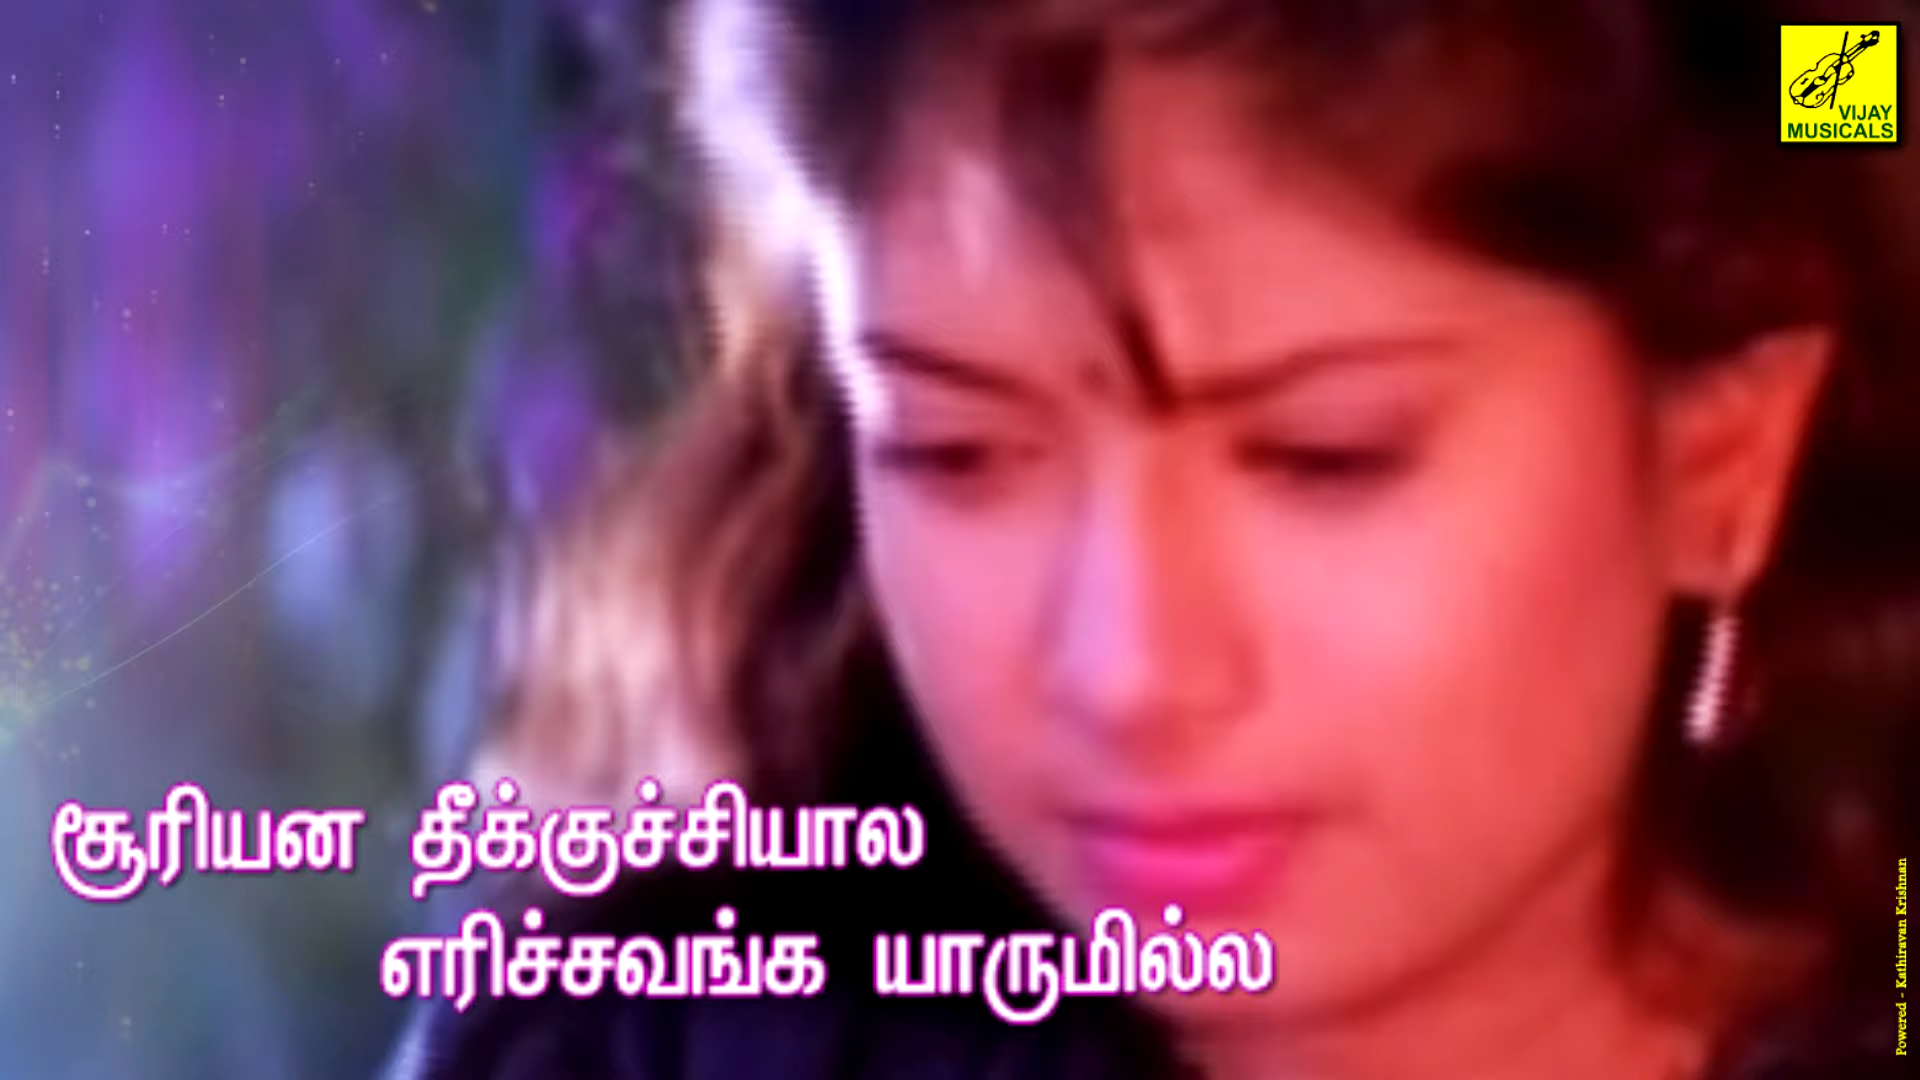 VIJAY
MUSICALS
சூரியன தீக்குச்சியால
எரிச்சவங்க யாருமில்ல
Powered - Kathiravan Krishnan